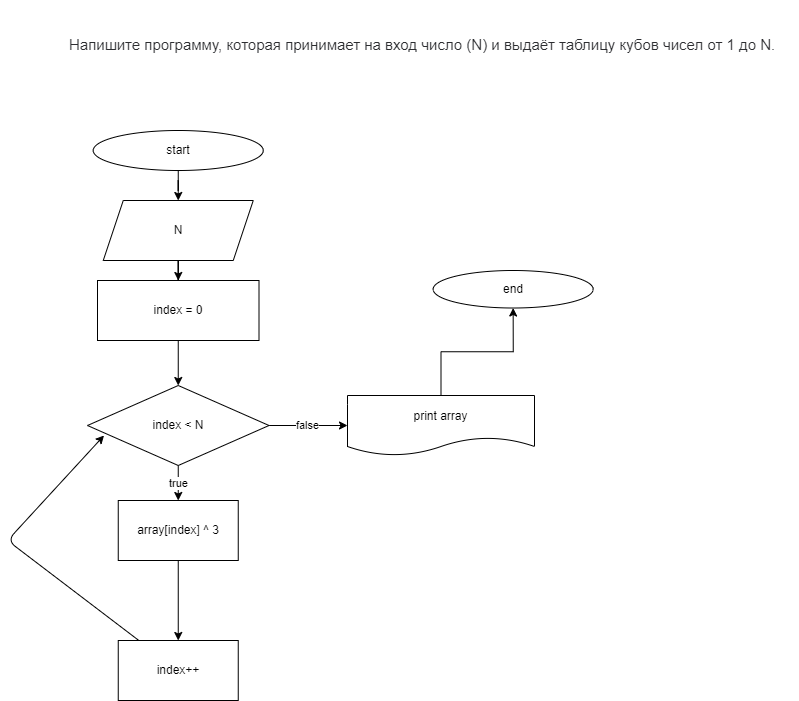 Напишите программу, которая принимает на вход число (N) и выдаёт таблицу кубов чисел от 1 до N.
start
N
index = 0
end
index < N
false
print array
true
array[index] ^ 3
index++